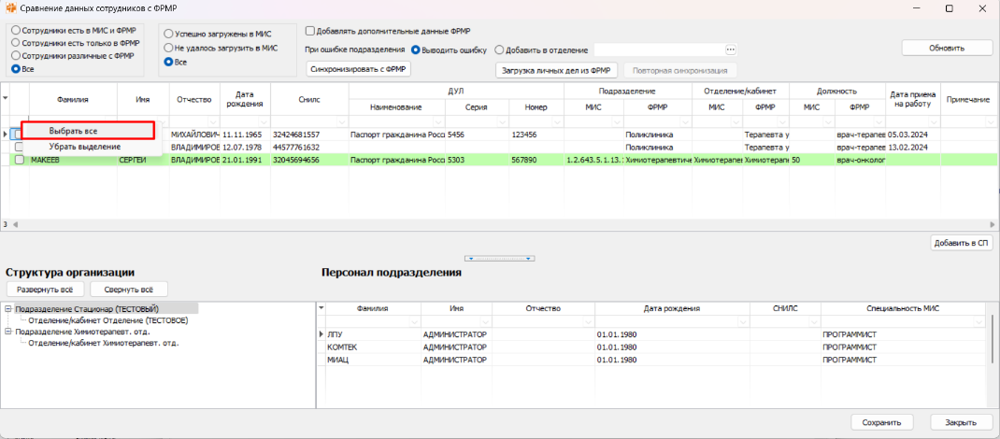 Сравнение данных сотрудников с ФРМР
Сотрудники есть в МИС и ФРМР
Сотрудники есть только в ФРМР
Сотрудники различные с ФРМР
Все
Успешно загружены в МИС
Не удалось загрузить в МИС
Все
Добавлять дополнительные данные ФРМР
При ошибке подразделения Выводить ошибку Добавить в отделение ...
Синхронизировать с ФРМР Загрузка личных дел из ФРМР Повторная синхронизация
Обновить
Фамилия Имя Отчество Дата рождения Снилс ДУЛ Подразделение Отделение/кабинет Должность Дата приема на работу Примечание
Наименование Серия Номер МИС ФРМР МИС ФРМР МИС ФРМР
Выбрать все
Убрать выделение
МИХАЙЛОВИЧ 11.11.1965 32424681557 Паспорт гражданина Росс 5456 123456 Поликлиника Терапевта у врач-терапев 05.03.2024
ВЛАДИМИРОВ 12.07.1978 44577761632 Поликлиника Терапевта у врач-терапев 13.02.2024
МАКЕЕВ СЕРГЕЙ ВЛАДИМИРОВ 21.01.1991 32045694656 Паспорт гражданина Росс 5303 567890 1.2.643.5.1.13. Химиотерапевтиче Химиотерапев Химиотерапи 50 врач-онколог
3
Добавить в СП
Структура организации
Развернуть всё Свернуть всё
Подразделение Стационар (ТЕСТОВЫЙ)
Отделение/кабинет Отделение (ТЕСТОВОЕ)
Подразделение Химиотерапевт. отд.
Отделение/кабинет Химиотерапевт. отд.
Персонал подразделения
Фамилия Имя Отчество Дата рождения СНИЛС Специальность МИС
ЛПУ АДМИНИСТРАТОР 01.01.1980 ПРОГРАММИСТ
КОМТЕК АДМИНИСТРАТОР 01.01.1980 ПРОГРАММИСТ
МИАЦ АДМИНИСТРАТОР 01.01.1980 ПРОГРАММИСТ
Сохранить Закрыть